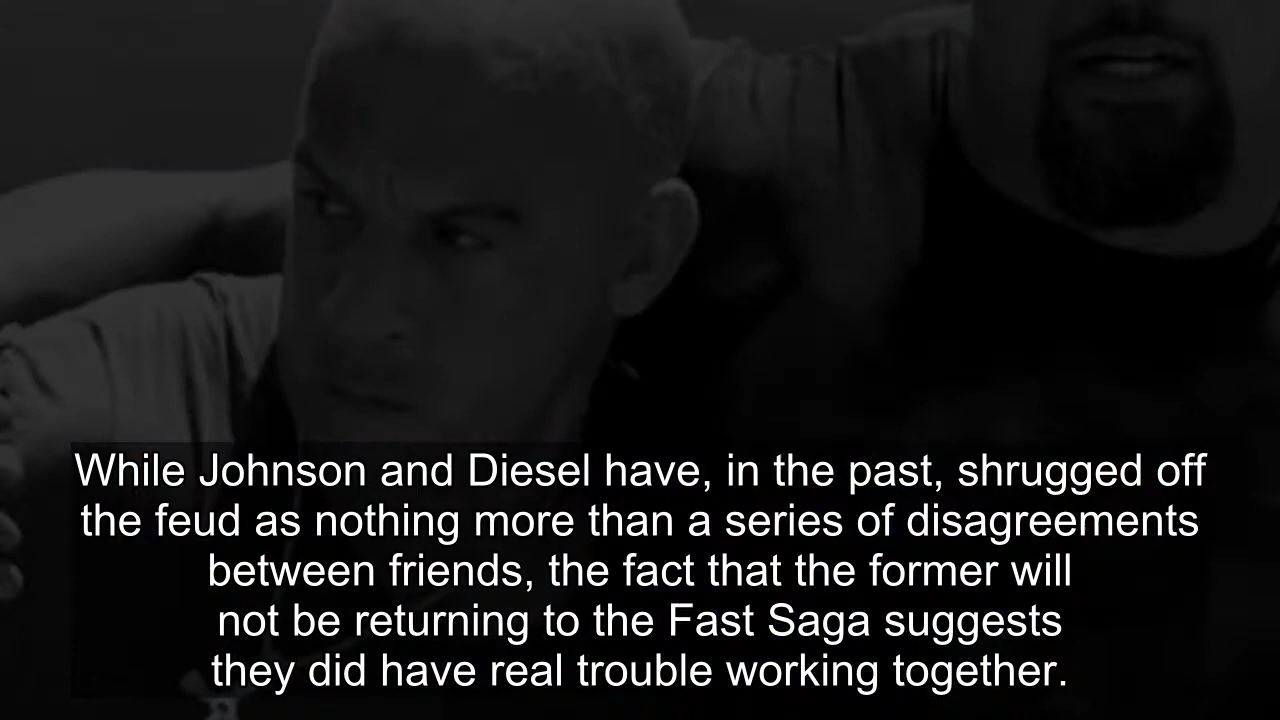 While Johnson and Diesel have, in the past, shrugged off
the feud as nothing more than a series of disagreements
between friends, the fact that the former will
not be returning to the Fast Saga suggests
they did have real trouble working together.